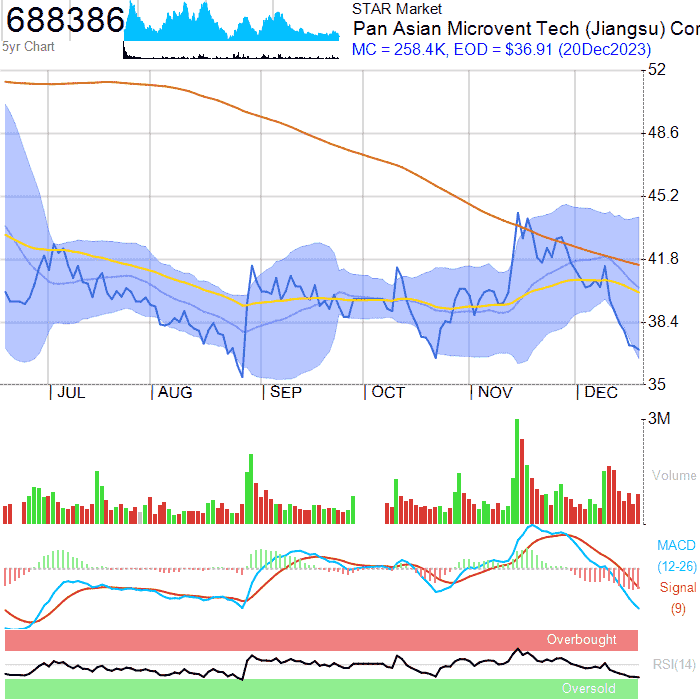 688386
5yr Chart
STAR Market
Pan Asian Microvent Tech (Jiangsu) Cor
MC = 258.4K, EOD = $36.91 (20Dec2023)
52
48.6
45.2
41.8
38.4
35
JUL
AUG
SEP
OCT
NOV
DEC
3M
Volume
MACD
(12-26)
Signal
(9)
Overbought
RSI(14)
Oversold